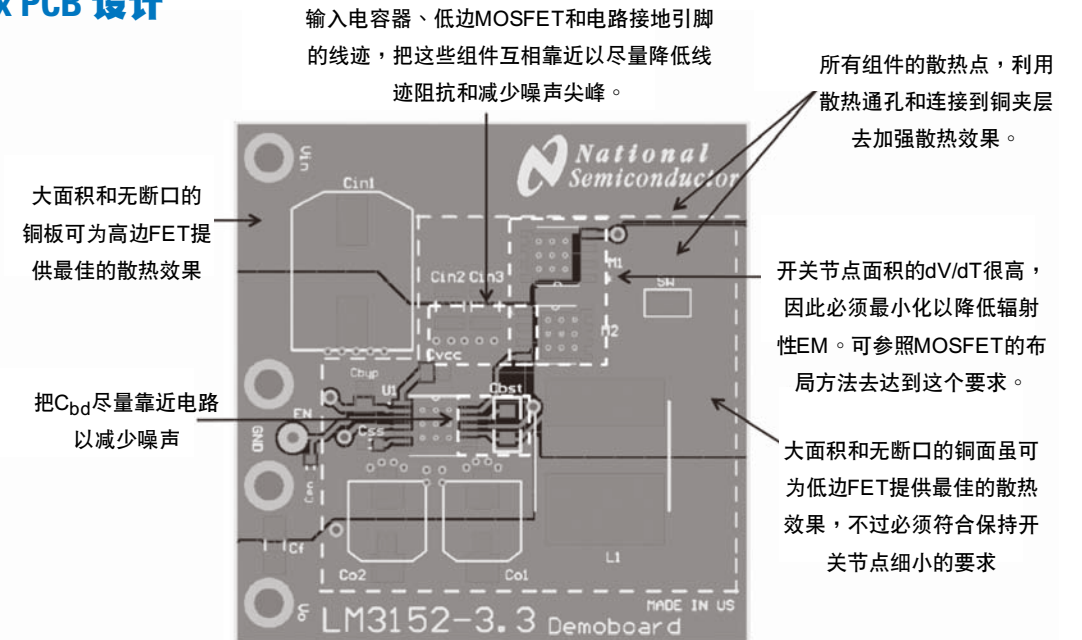 x PCB 设计
输入电容器、低边MOSFET和电路接地引脚
的线迹，把这些组件互相靠近以尽量降低线
迹阻抗和减少噪声尖峰。
所有组件的散热点，利用
散热通孔和连接到铜夹层
去加强散热效果。
大面积和无断口的
铜板可为高边FET提
供最佳的散热效果
开关节点面积的dV/dT很高，
因此必须最小化以降低辐射
性EM。可参照MOSFET的布
局方法去达到这个要求。
把Cbd尽量靠近电路
以减少噪声
大面积和无断口的铜面虽可
为低边FET提供最佳的散热
效果，不过必须符合保持开
关节点细小的要求
National
Semiconductor
Vin
Cin1
Cin2 Cin3
M1
SW
M2
Cvcc
Cbyp
U1
Cbst
EN
GND
Css
Cen
Cf
Co2
Co1
L1
Vo
MADE IN US
LM3152-3.3 Demoboard